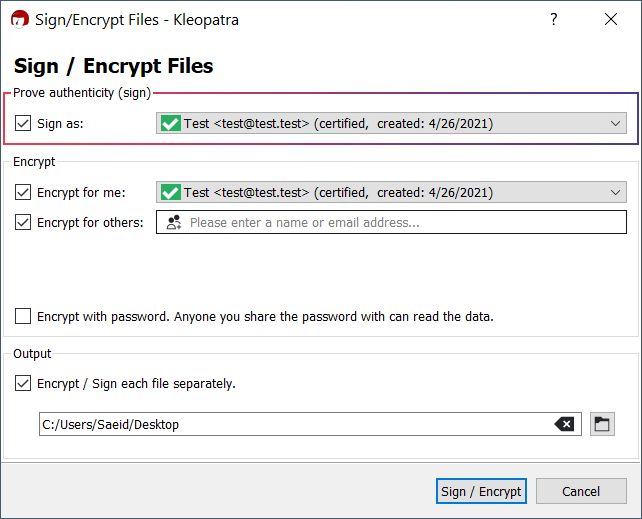 Sign/Encrypt Files - Kleopatra
?
Sign / Encrypt Files
Prove authenticity (sign)
Sign as: Test <test@test.test> (certified, created: 4/26/2021)
Encrypt
Encrypt for me: Test <test@test.test> (certified, created: 4/26/2021)
Encrypt for others: Please enter a name or email address...
Encrypt with password. Anyone you share the password with can read the data.
Output
Encrypt / Sign each file separately.
C:/Users/Saeid/Desktop
Sign / Encrypt Cancel